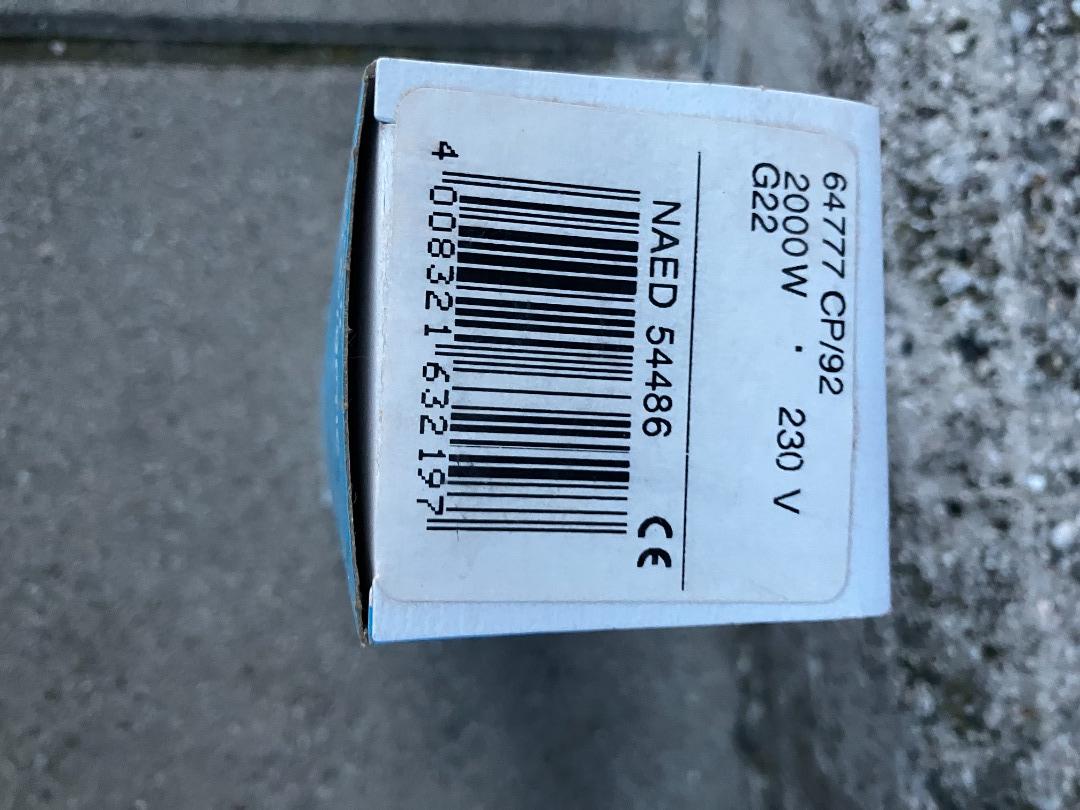 64777 CP/92
2000W · 230 V
G22
NAED 54486 CE
4 008321 632197